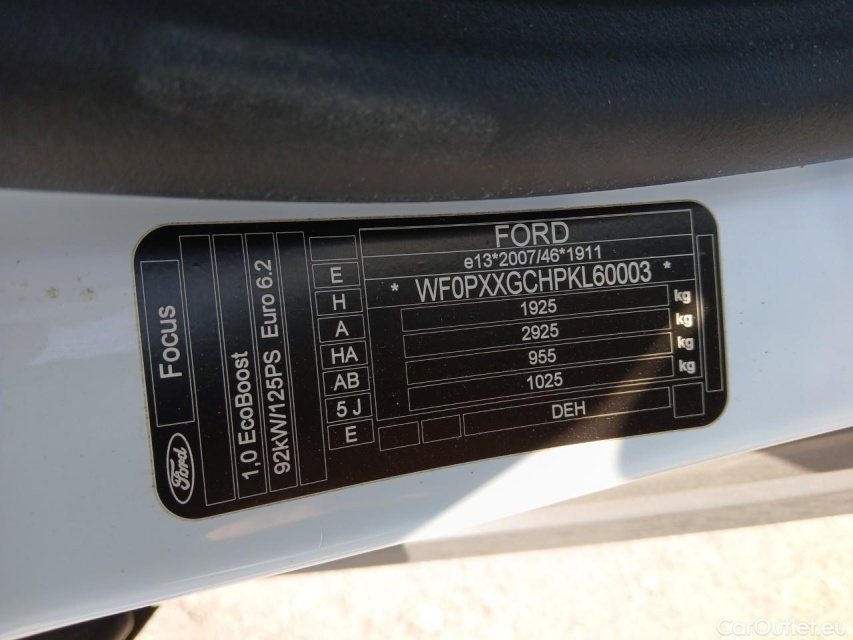 FORD
e13*2007/46*1911
* WF0PXXGCHPKL60003 *
1925 kg
2925 kg
955 kg
1025 kg
DEH
E
H
A
HA
AB
5 J
E
Focus
Ford
1,0 EcoBoost
92kW/125PS Euro 6.2
CarOutlet.eu